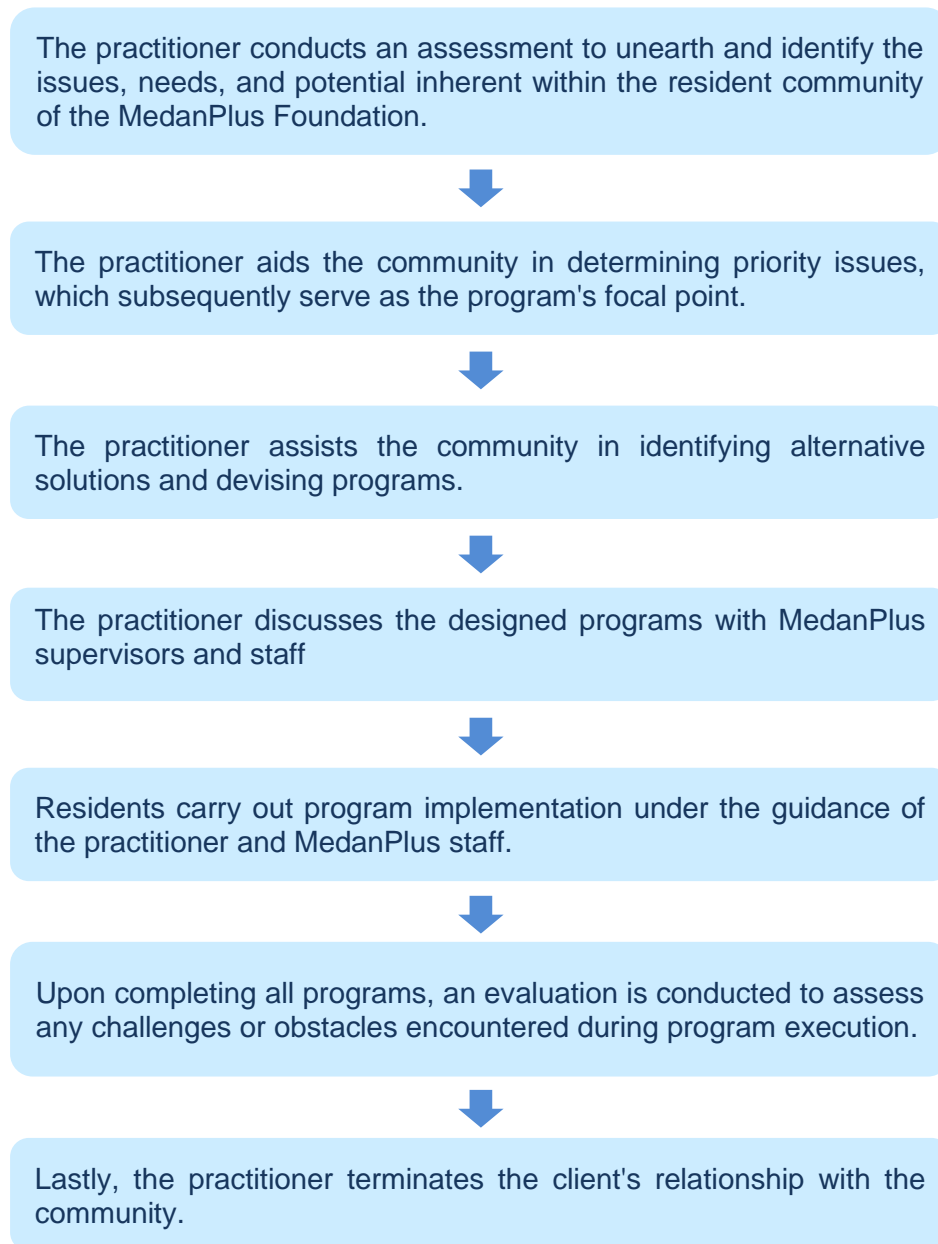 The practitioner conducts an assessment to unearth and identify the
issues, needs, and potential inherent within the resident community
of the MedanPlus Foundation.
The practitioner aids the community in determining priority issues,
which subsequently serve as the program's focal point.
The practitioner assists the community in identifying alternative
solutions and devising programs.
The practitioner discusses the designed programs with MedanPlus
supervisors and staff
Residents carry out program implementation under the guidance of
the practitioner and MedanPlus staff.
Upon completing all programs, an evaluation is conducted to assess
any challenges or obstacles encountered during program execution.
Lastly, the practitioner terminates the client's relationship with the
community.